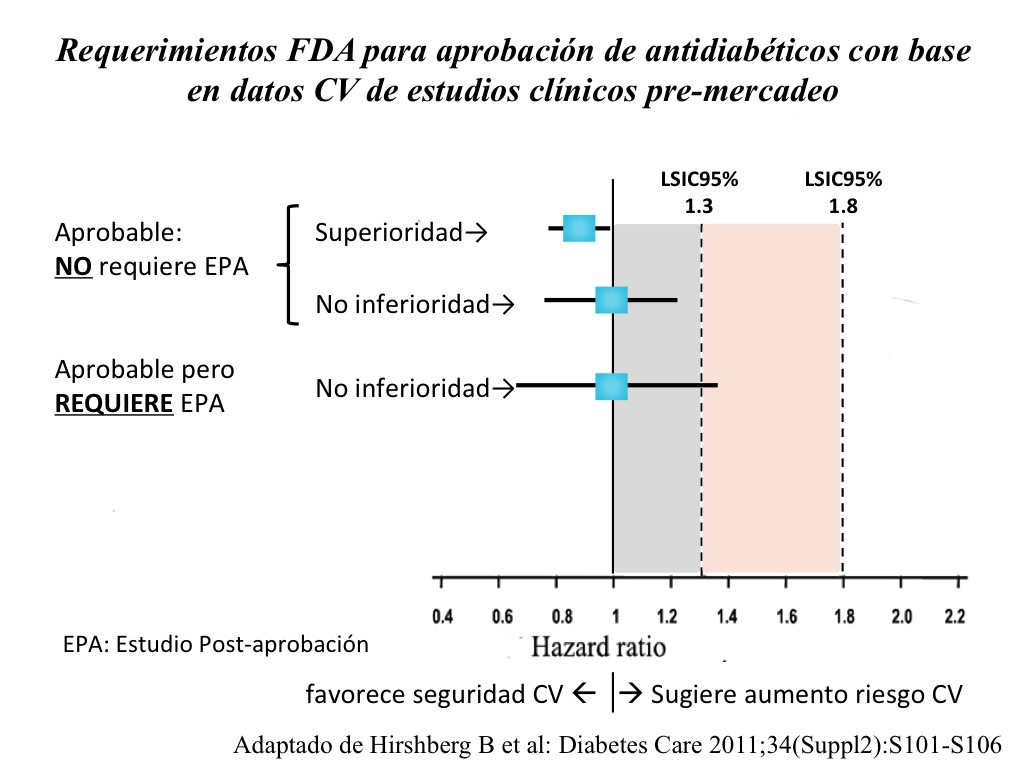 Requerimientos FDA para aprobación de antidiabéticos con base
en datos CV de estudios clínicos pre-mercadeo
LSIC95%
1.3
LSIC95%
1.8
Aprobable:
NO requiere EPA
Superioridad→
No inferioridad→
Aprobable pero
REQUIERE EPA
No inferioridad→
0.4 0.6 0.8 1 1.2 1.4 1.6 1.8 2.0 2.2
Hazard ratio
EPA: Estudio Post-aprobación
favorece seguridad CV ← → Sugiere aumento riesgo CV
Adaptado de Hirshberg B et al: Diabetes Care 2011;34(Suppl2):S101-S106